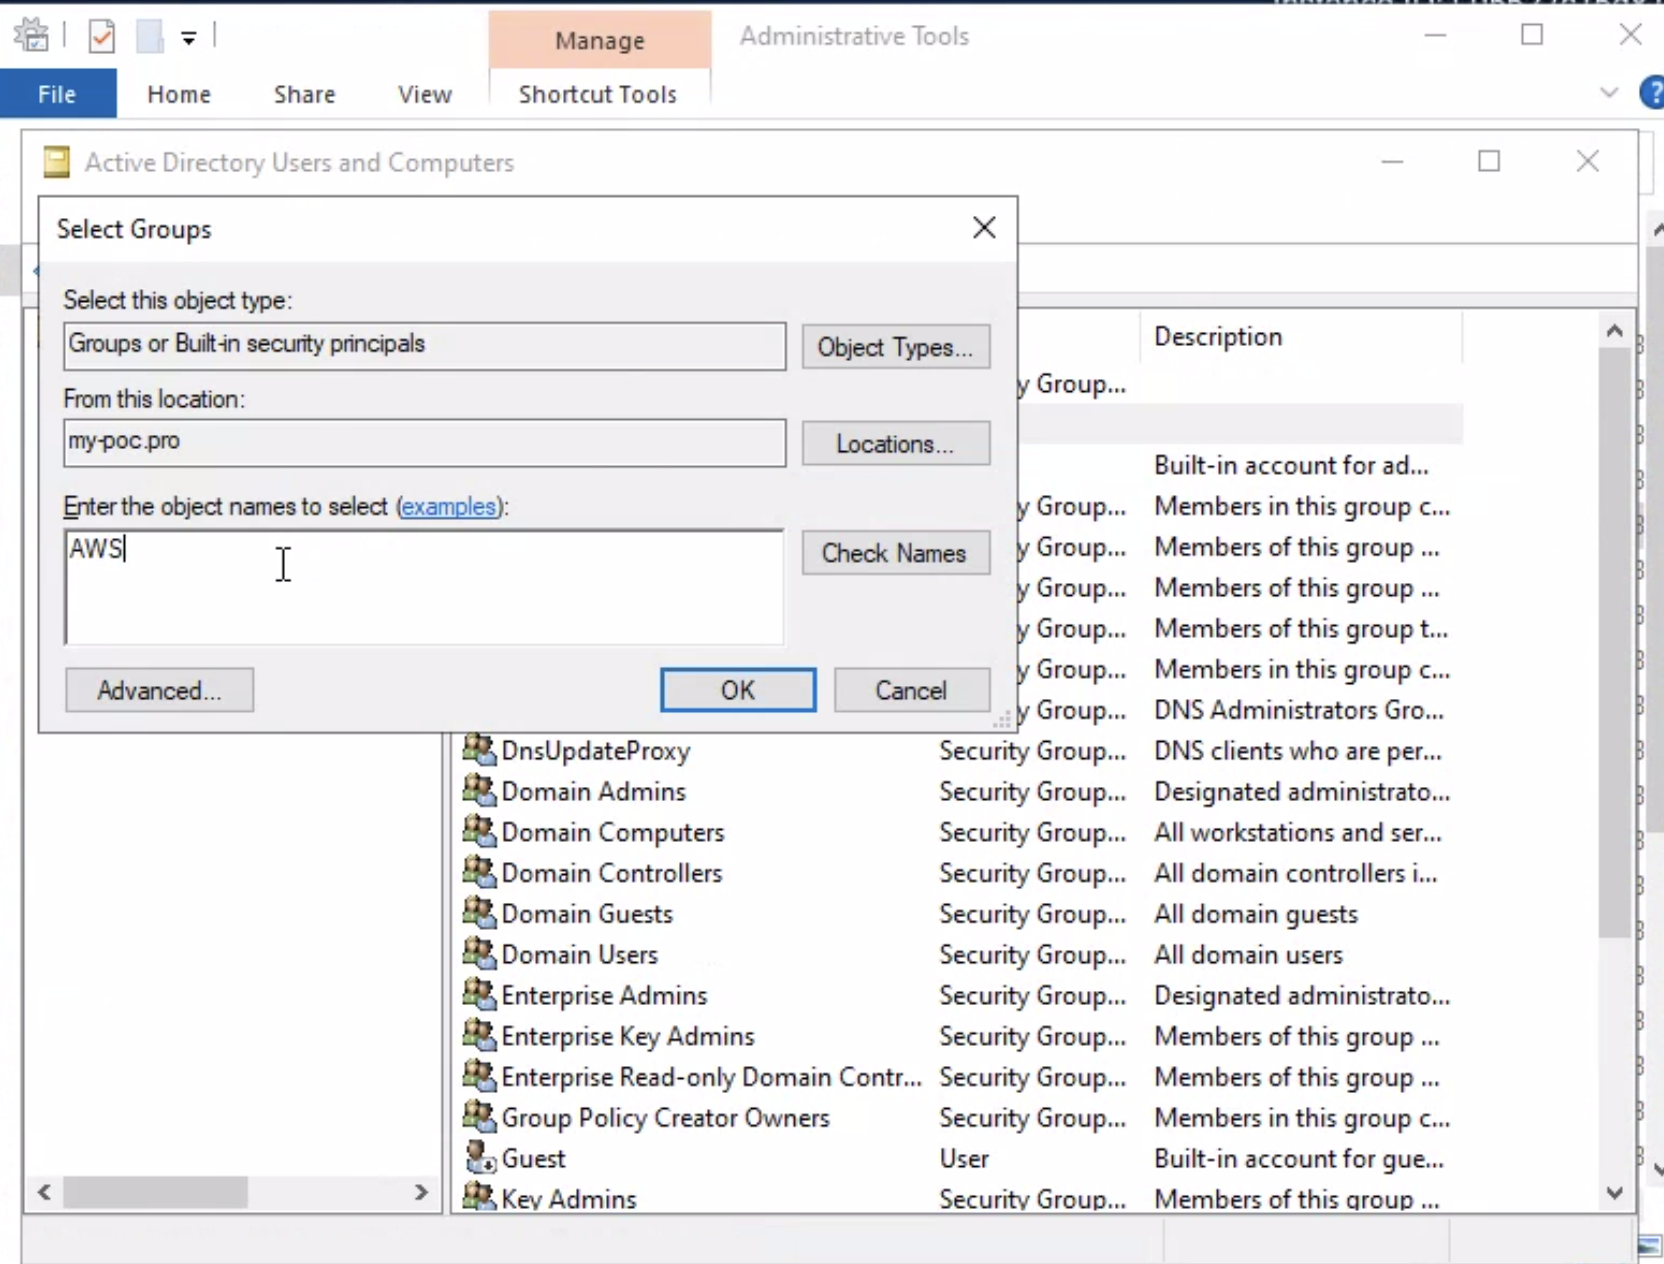 Manage
Administrative Tools
File
Home
Share
View
Shortcut Tools
?
Active Directory Users and Computers
Select Groups
Select this object type:
Groups or Built-in security principals
Object Types...
From this location:
my-poc.pro
Locations...
Enter the object names to select (examples):
AWS
Check Names
Advanced...
OK
Cancel
Description
y Group...
Built-in account for ad...
y Group... Members in this group c...
y Group... Members of this group ...
y Group... Members of this group ...
y Group... Members of this group t...
y Group... Members in this group c...
y Group... DNS Administrators Gro...
DnsUpdateProxy Security Group... DNS clients who are per...
Domain Admins Security Group... Designated administrato...
Domain Computers Security Group... All workstations and ser...
Domain Controllers Security Group... All domain controllers i...
Domain Guests Security Group... All domain guests
Domain Users Security Group... All domain users
Enterprise Admins Security Group... Designated administrato...
Enterprise Key Admins Security Group... Members of this group ...
Enterprise Read-only Domain Contr... Security Group... Members of this group ...
Group Policy Creator Owners Security Group... Members in this group c...
Guest User Built-in account for gue...
Key Admins Security Group... Members of this group ...